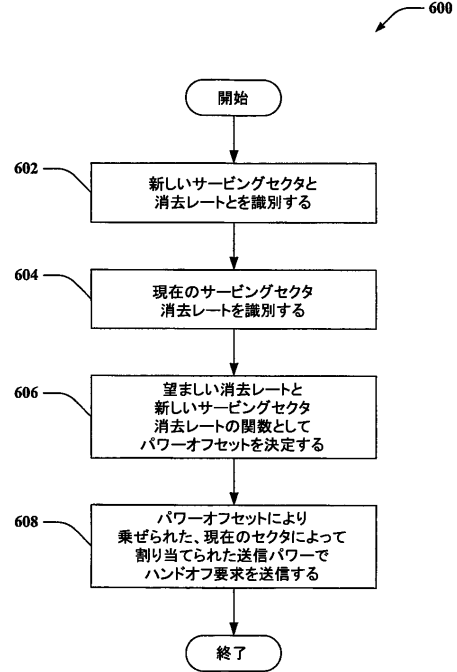 600
開始
602
新しいサービングセクタと
消去レートとを識別する
604
現在のサービングセクタ
消去レートを識別する
606
望ましい消去レートと
新しいサービングセクタ
消去レートの関数として
パワーオフセットを決定する
608
パワーオフセットにより
乗ぜられた、現在のセクタによって
割り当てられた送信パワーで
ハンドオフ要求を送信する
終了